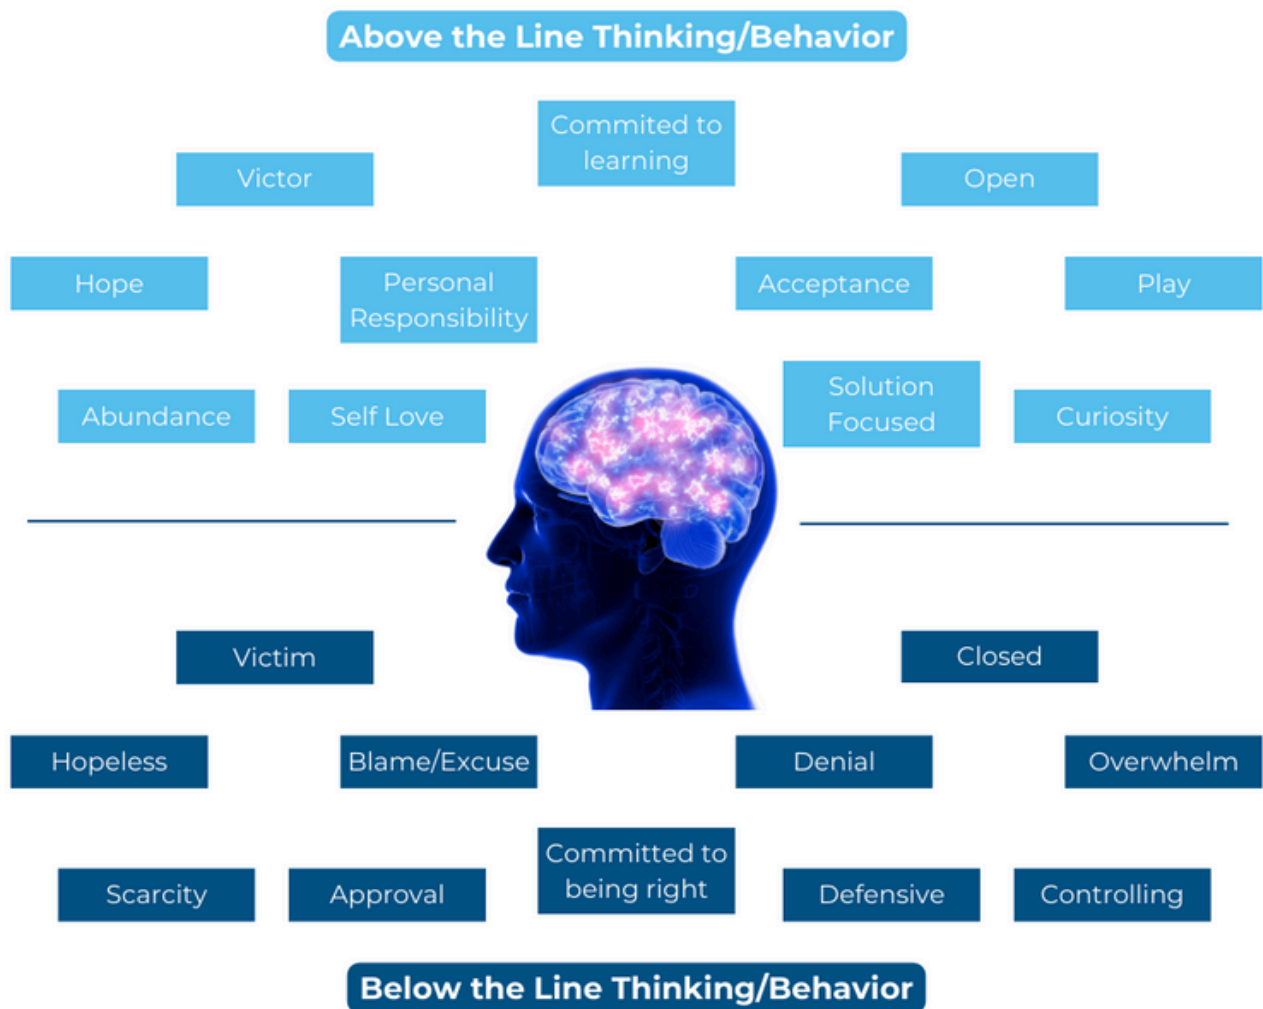 Above the Line Thinking/Behavior
Commited to
learning
Victor
Open
Hope
Personal
Responsibility
Acceptance
Play
Abundance
Self Love
Solution
Focused
Curiosity
Victim
Closed
Hopeless
Blame/Excuse
Denial
Overwhelm
Committed to
being right
Scarcity
Approval
Defensive
Controlling
Below the Line Thinking/Behavior